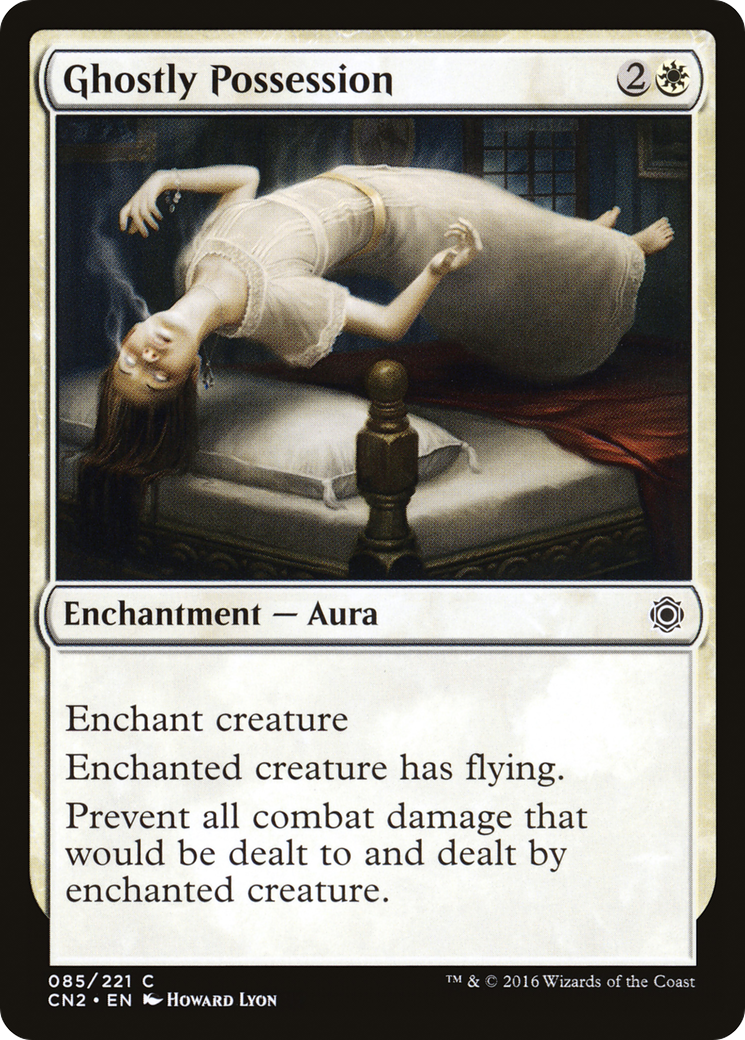 Ghostly Possession 2
Enchantment — Aura
Enchant creature
Enchanted creature has flying.
Prevent all combat damage that
would be dealt to and dealt by
enchanted creature.
085/221 C
CN2 • EN Howard Lyon
™ & © 2016 Wizards of the Coast